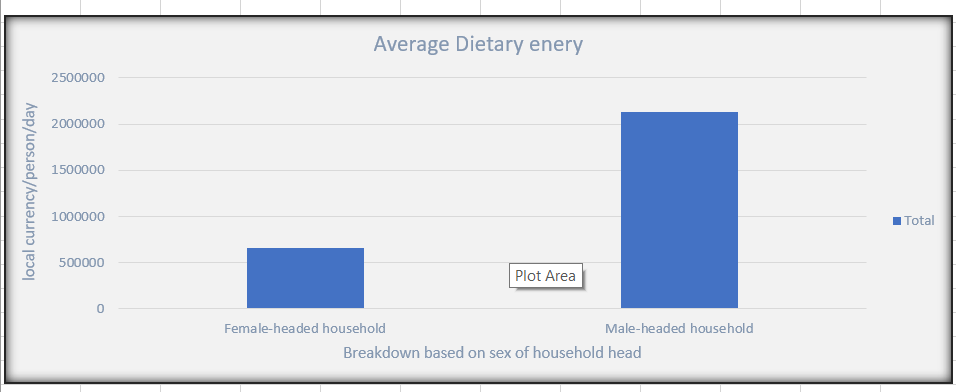 Average Dietary enery
local currency/person/day
2500000
2000000
1500000
1000000
500000
0
Plot Area
Total
Female-headed household
Male-headed household
Breakdown based on sex of household head